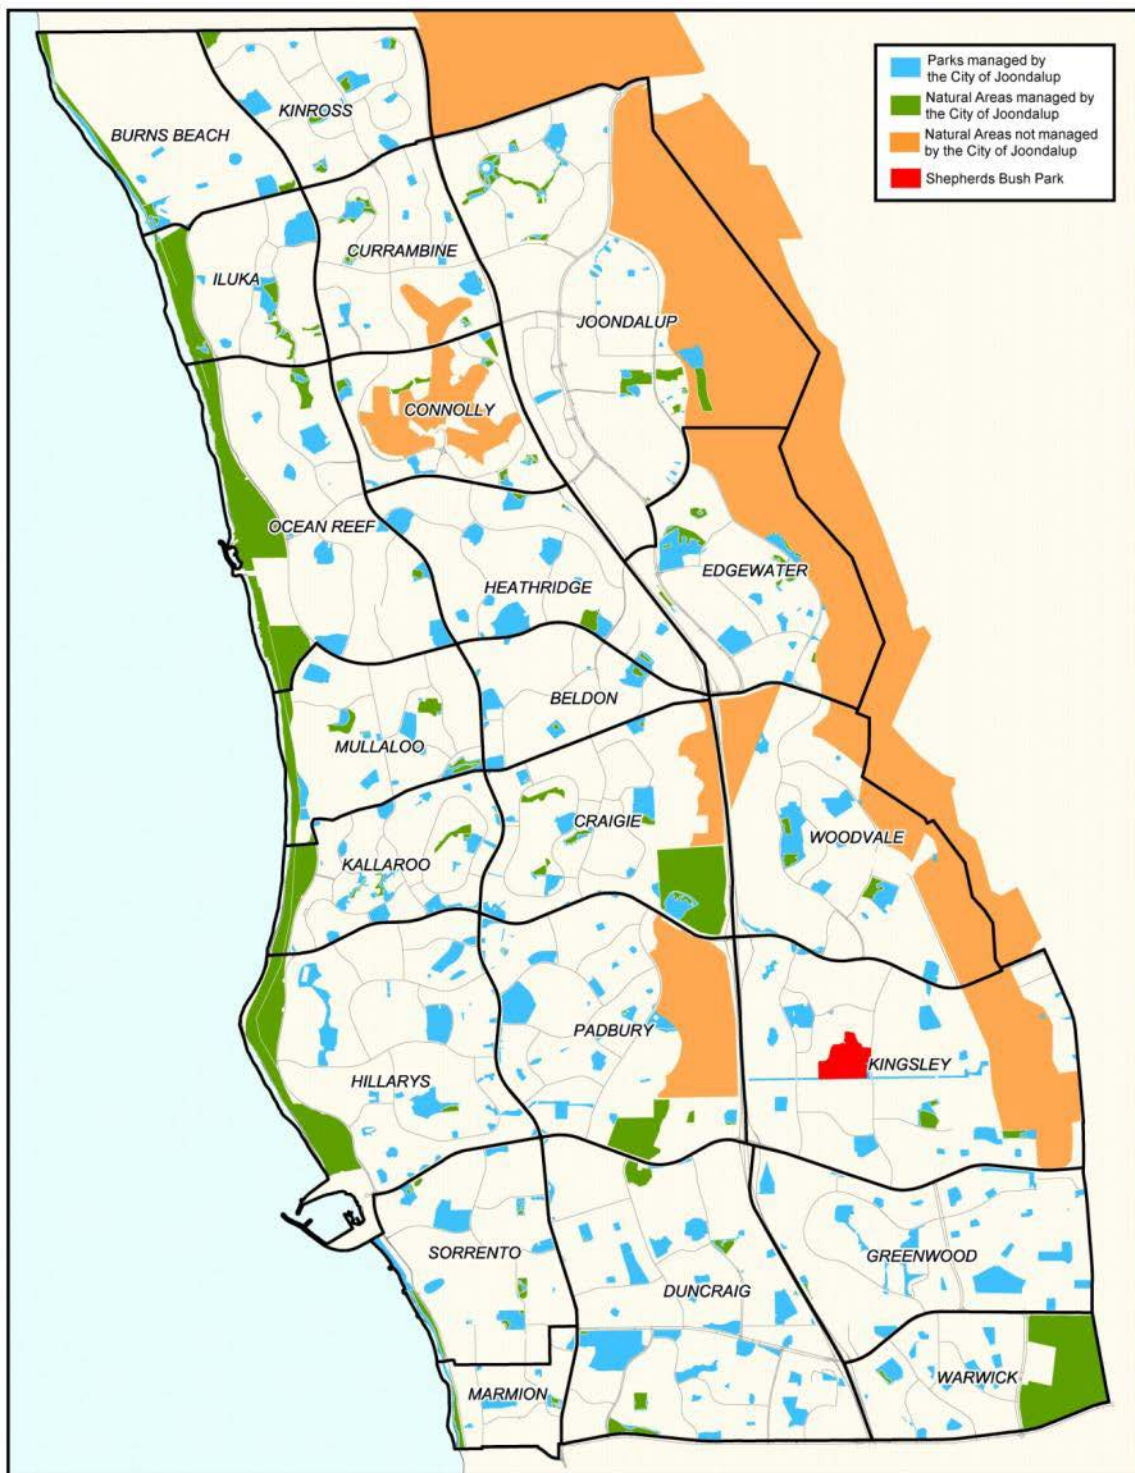 Parks managed by
the City of Joondalup
Natural Areas managed by
the City of Joondalup
Natural Areas not managed
by the City of Joondalup
Shepherds Bush Park
KINROSS
BURNS BEACH
CURRAMBINE
ILUKA
JOONDALUP
CONNOLLY
OCEAN REEF
EDGEWATER
HEATHRIDGE
BELDON
MULLALOO
CRAIGIE
WOODVALE
KALLAROO
PADBURY
KINGSLEY
HILLARYS
SORRENTO
GREENWOOD
DUNCRAIG
WARWICK
MARMION